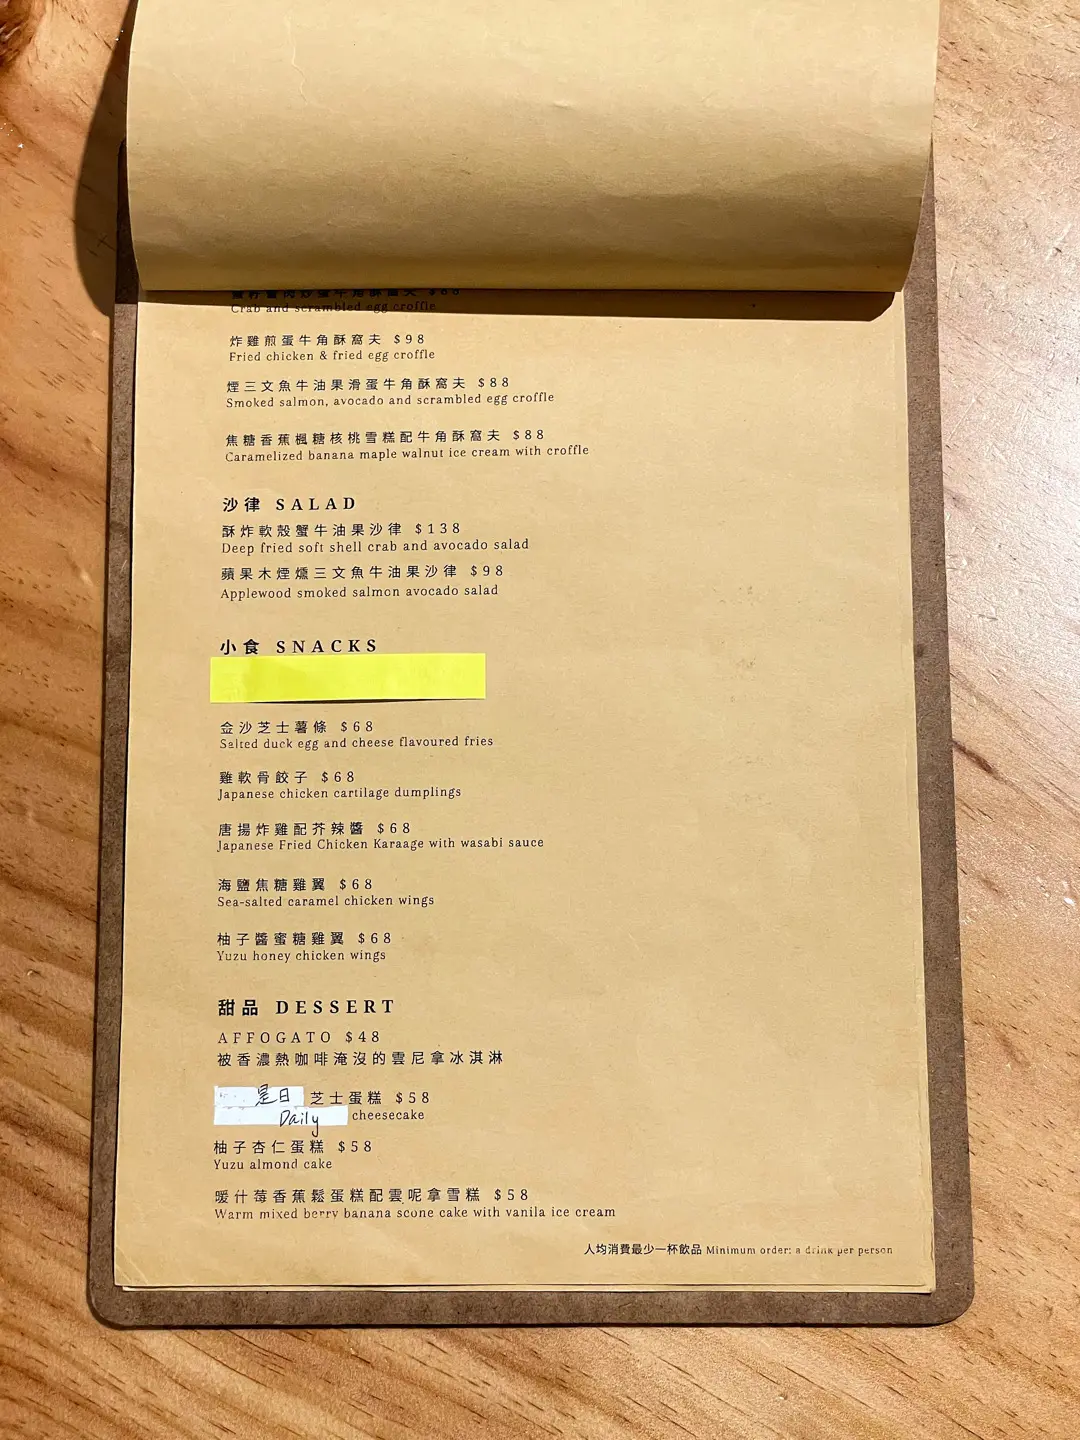 Crab and scrambled egg croffle
炸雞煎蛋牛角酥窩夫 $98
Fried chicken & fried egg croffle
煙三文魚牛油果滑蛋牛角酥窩夫 $88
Smoked salmon, avocado and scrambled egg croffle
焦糖香蕉楓糖核桃雪糕配牛角酥窩夫 $88
Caramelized banana maple walnut ice cream with croffle
沙律 SALAD
酥炸軟殼蟹牛油果沙律 $138
Deep fried soft shell crab and avocado salad
蘋果木煙燻三文魚牛油果沙律 $98
Applewood smoked salmon avocado salad
小食 SNACKS
金沙芝士薯條 $68
Salted duck egg and cheese flavoured fries
雞軟骨餃子 $68
Japanese chicken cartilage dumplings
唐揚炸雞配芥辣醬 $68
Japanese Fried Chicken Karaage with wasabi sauce
海鹽焦糖雞翼 $68
Sea-salted caramel chicken wings
柚子醬蜜糖雞翼 $68
Yuzu honey chicken wings
甜品 DESSERT
AFFOGATO $48
被香濃熱咖啡淹沒的雲尼拿冰淇淋
是日 芝士蛋糕 $58
Daily cheesecake
柚子杏仁蛋糕 $58
Yuzu almond cake
暖什莓香蕉鬆蛋糕配雲呢拿雪糕 $58
Warm mixed berry banana scone cake with vanila ice cream
人均消費最少一杯飲品 Minimum order: a drink per person